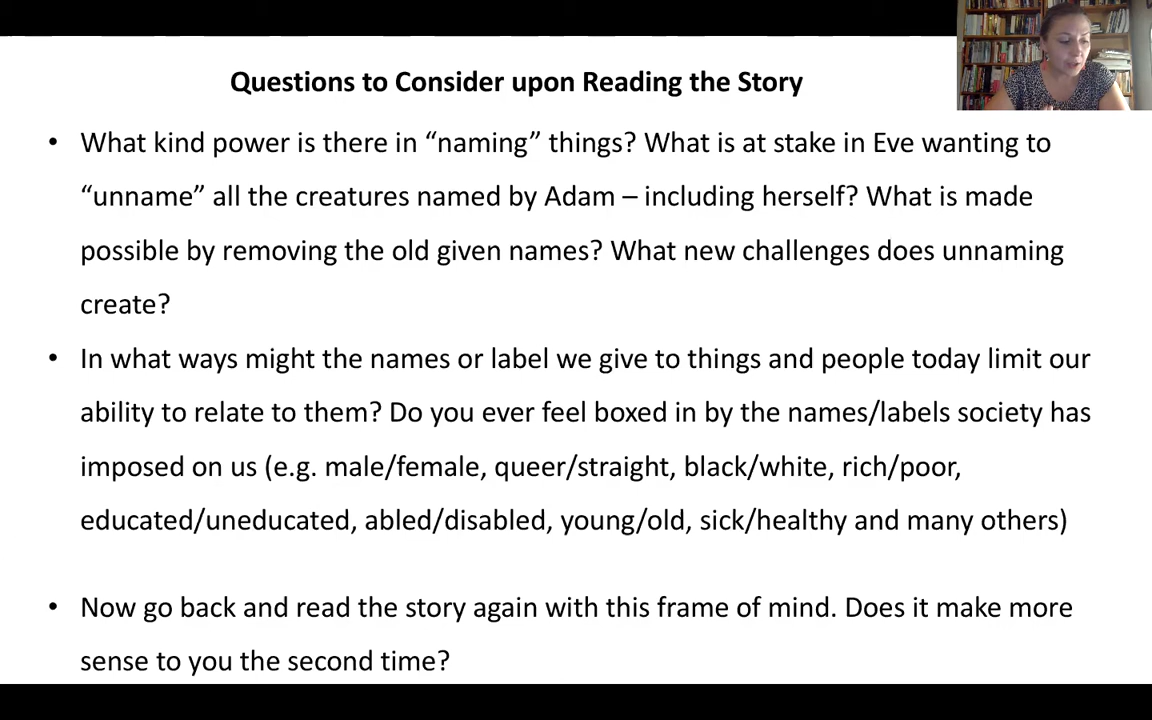 Questions to Consider upon Reading the Story
• What kind power is there in “naming” things? What is at stake in Eve wanting to
“unname” all the creatures named by Adam – including herself? What is made
possible by removing the old given names? What new challenges does unnaming
create?
• In what ways might the names or label we give to things and people today limit our
ability to relate to them? Do you ever feel boxed in by the names/labels society has
imposed on us (e.g. male/female, queer/straight, black/white, rich/poor,
educated/uneducated, abled/disabled, young/old, sick/healthy and many others)
• Now go back and read the story again with this frame of mind. Does it make more
sense to you the second time?